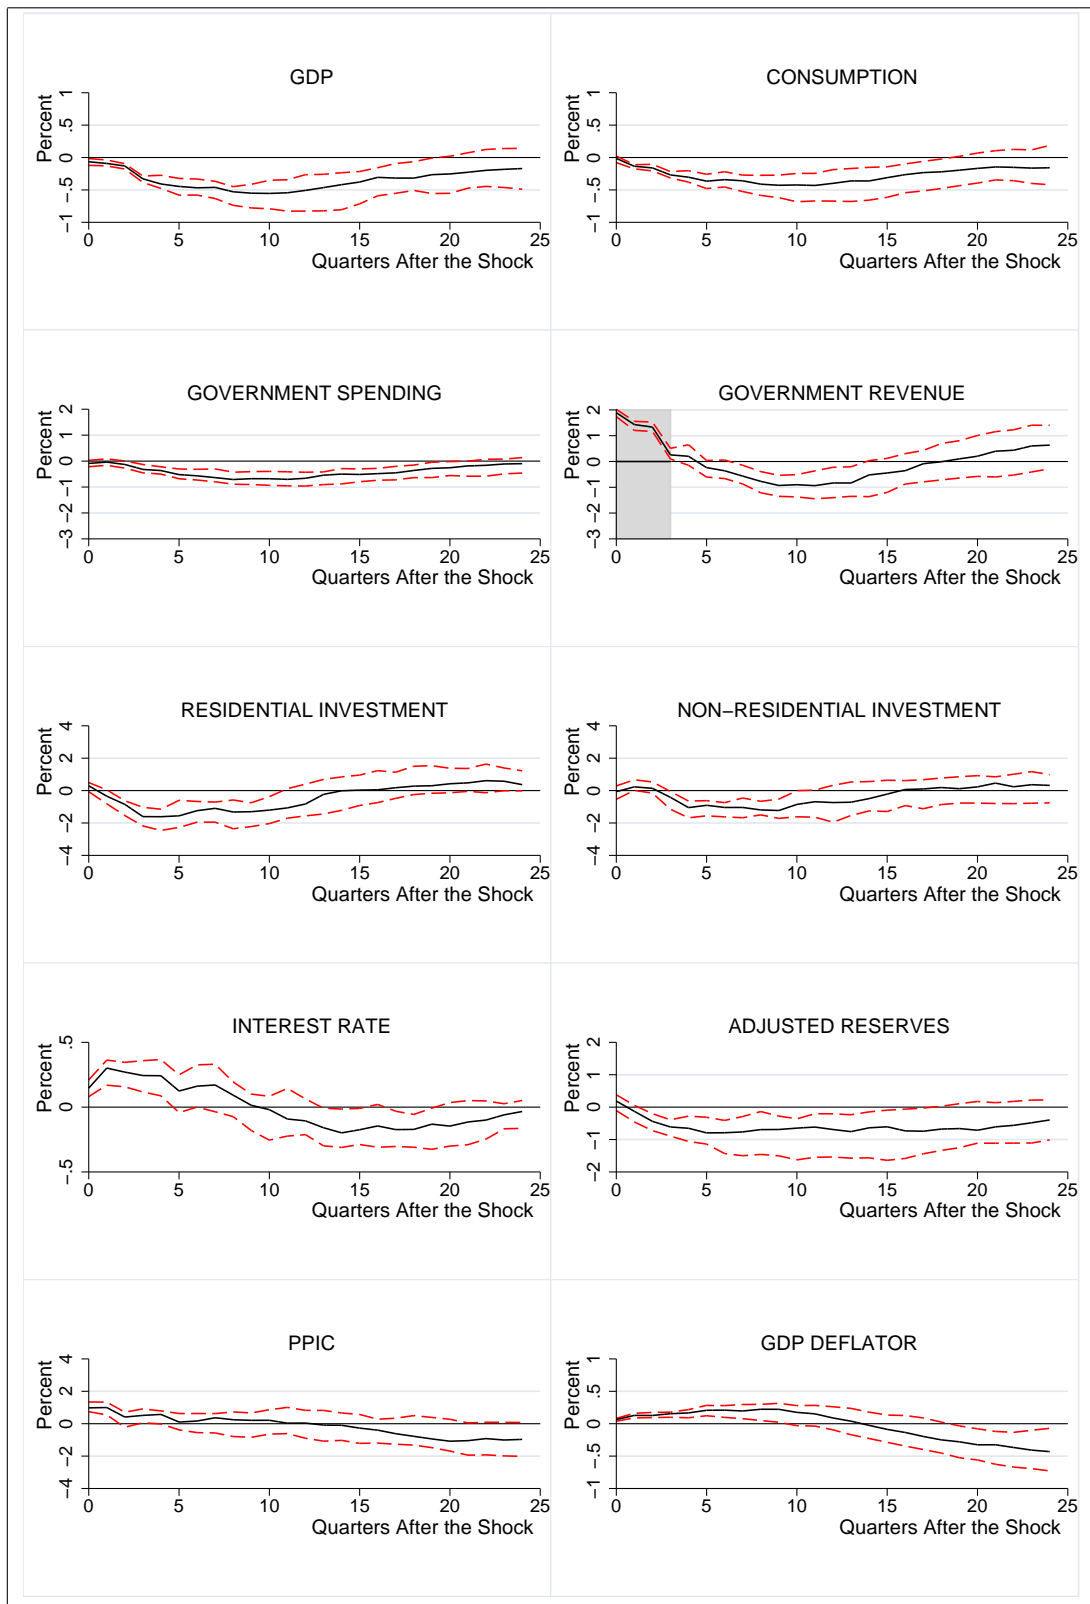 GDP
Percent
1
.5
0
−.5
−1
0 5 10 15 20 25
Quarters After the Shock
CONSUMPTION
Percent
1
.5
0
−.5
−1
0 5 10 15 20 25
Quarters After the Shock
GOVERNMENT SPENDING
Percent
2
1
0
−1
−2
−3
0 5 10 15 20 25
Quarters After the Shock
GOVERNMENT REVENUE
Percent
2
1
0
−1
−2
−3
0 5 10 15 20 25
Quarters After the Shock
RESIDENTIAL INVESTMENT
Percent
4
2
0
−2
−4
0 5 10 15 20 25
Quarters After the Shock
NON−RESIDENTIAL INVESTMENT
Percent
4
2
0
−2
−4
0 5 10 15 20 25
Quarters After the Shock
INTEREST RATE
Percent
.5
0
−.5
0 5 10 15 20 25
Quarters After the Shock
ADJUSTED RESERVES
Percent
2
1
0
−1
−2
0 5 10 15 20 25
Quarters After the Shock
PPIC
Percent
4
2
0
−2
−4
0 5 10 15 20 25
Quarters After the Shock
GDP DEFLATOR
Percent
1
.5
0
−.5
−1
0 5 10 15 20 25
Quarters After the Shock